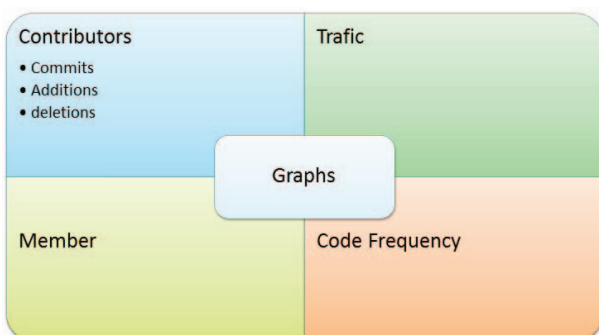 Contributors
• Commits
• Additions
• deletions
Trafic
Graphs
Member
Code Frequency